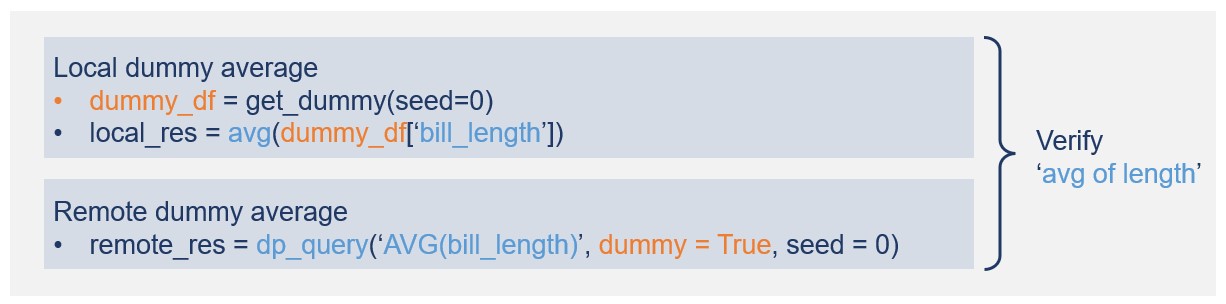 Local dummy average
• dummy_df = get_dummy(seed=0)
• local_res = avg(dummy_df[‘bill_length’])
Remote dummy average
• remote_res = dp_query(‘AVG(bill_length)’, dummy = True, seed = 0)
Verify
‘avg of length’